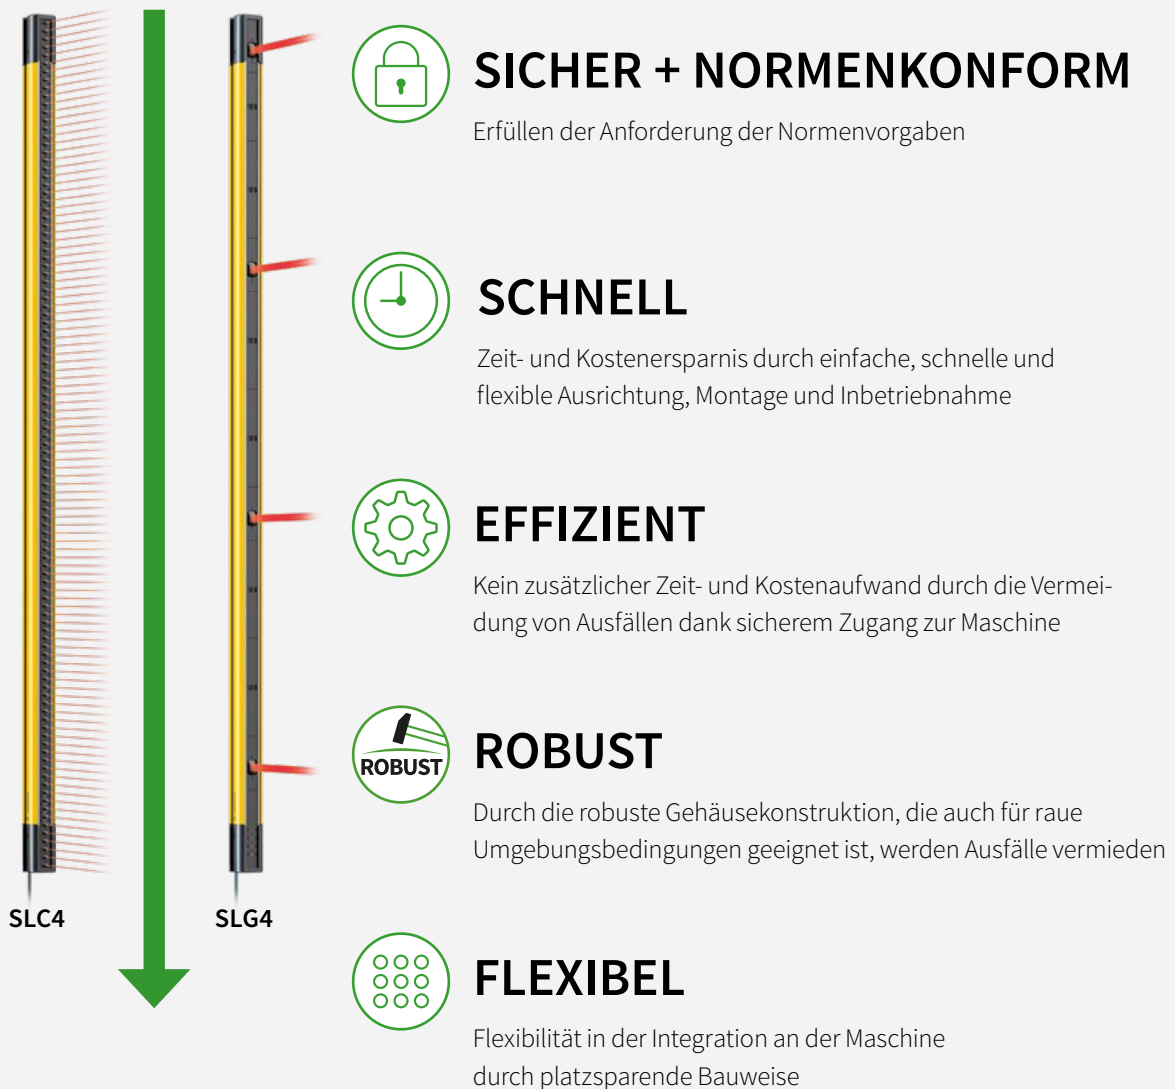 SICHER + NORMENKONFORM
Erfüllen der Anforderung der Normenvorgaben
SCHNELL
Zeit- und Kostenersparnis durch einfache, schnelle und
flexible Ausrichtung, Montage und Inbetriebnahme
EFFIZIENT
Kein zusätzlicher Zeit- und Kostenaufwand durch die Vermei-
dung von Ausfällen dank sicherem Zugang zur Maschine
ROBUST
ROBUST
Durch die robuste Gehäusekonstruktion, die auch für raue
Umgebungsbedingungen geeignet ist, werden Ausfälle vermieden
SLC4
SLG4
FLEXIBEL
Flexibilität in der Integration an der Maschine
durch platzsparende Bauweise